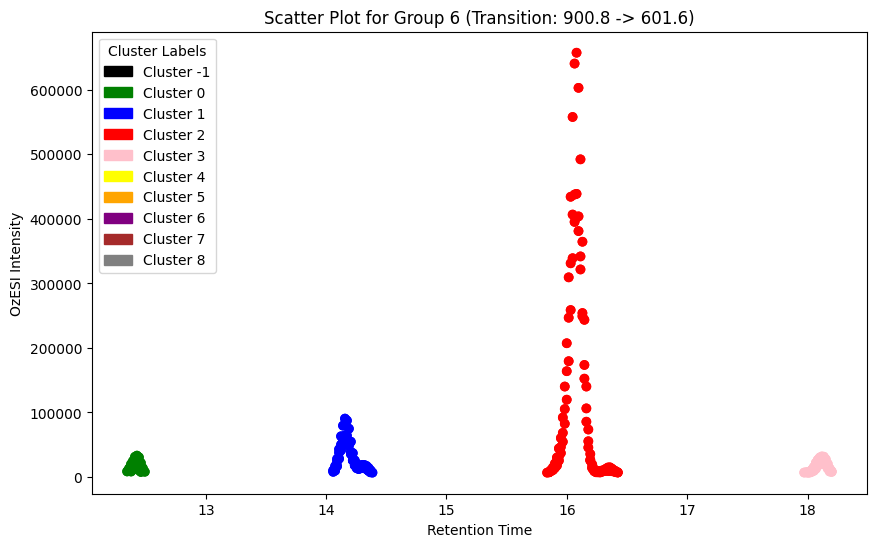 Scatter Plot for Group 6 (Transition: 900.8 -> 601.6)
Cluster Labels
Cluster -1
Cluster 0
Cluster 1
Cluster 2
Cluster 3
Cluster 4
Cluster 5
Cluster 6
Cluster 7
Cluster 8
OzESI Intensity
600000
500000
400000
300000
200000
100000
0
13 14 15 16 17 18
Retention Time